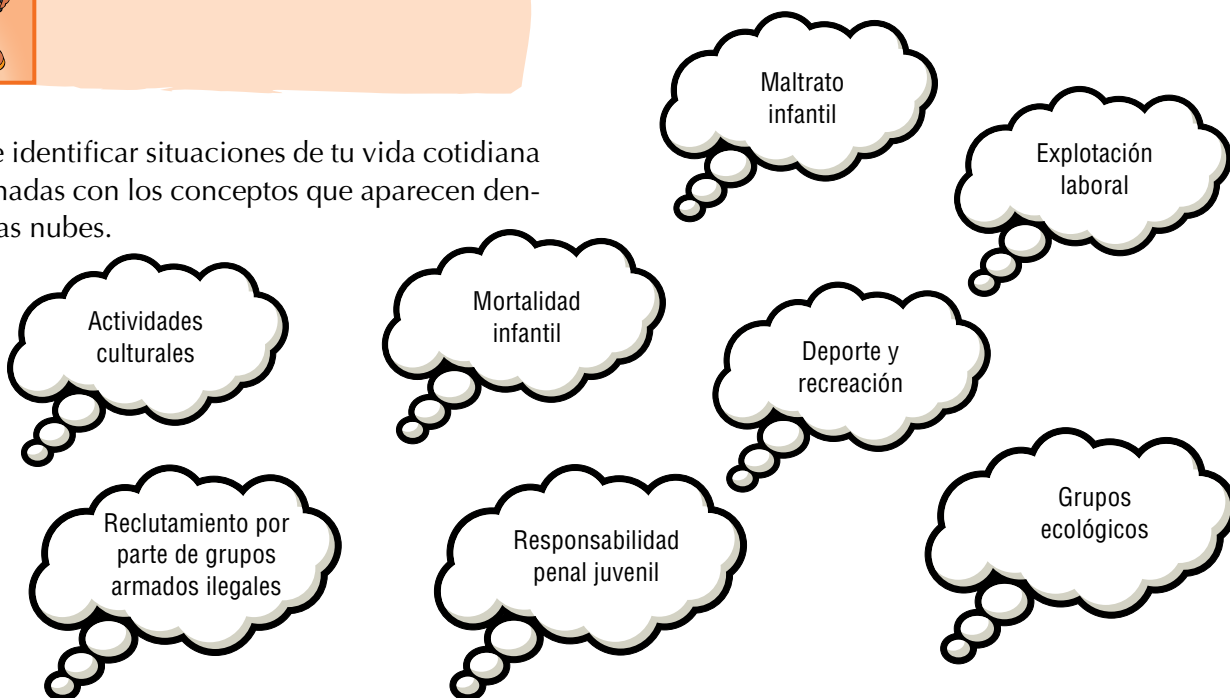 e identificar situaciones de tu vida cotidiana
nadas con los conceptos que aparecen den-
as nubes.
Maltrato
infantil
Explotación
laboral
Actividades
culturales
Mortalidad
infantil
Deporte y
recreación
Reclutamiento por
parte de grupos
armados ilegales
Responsabilidad
penal juvenil
Grupos
ecológicos